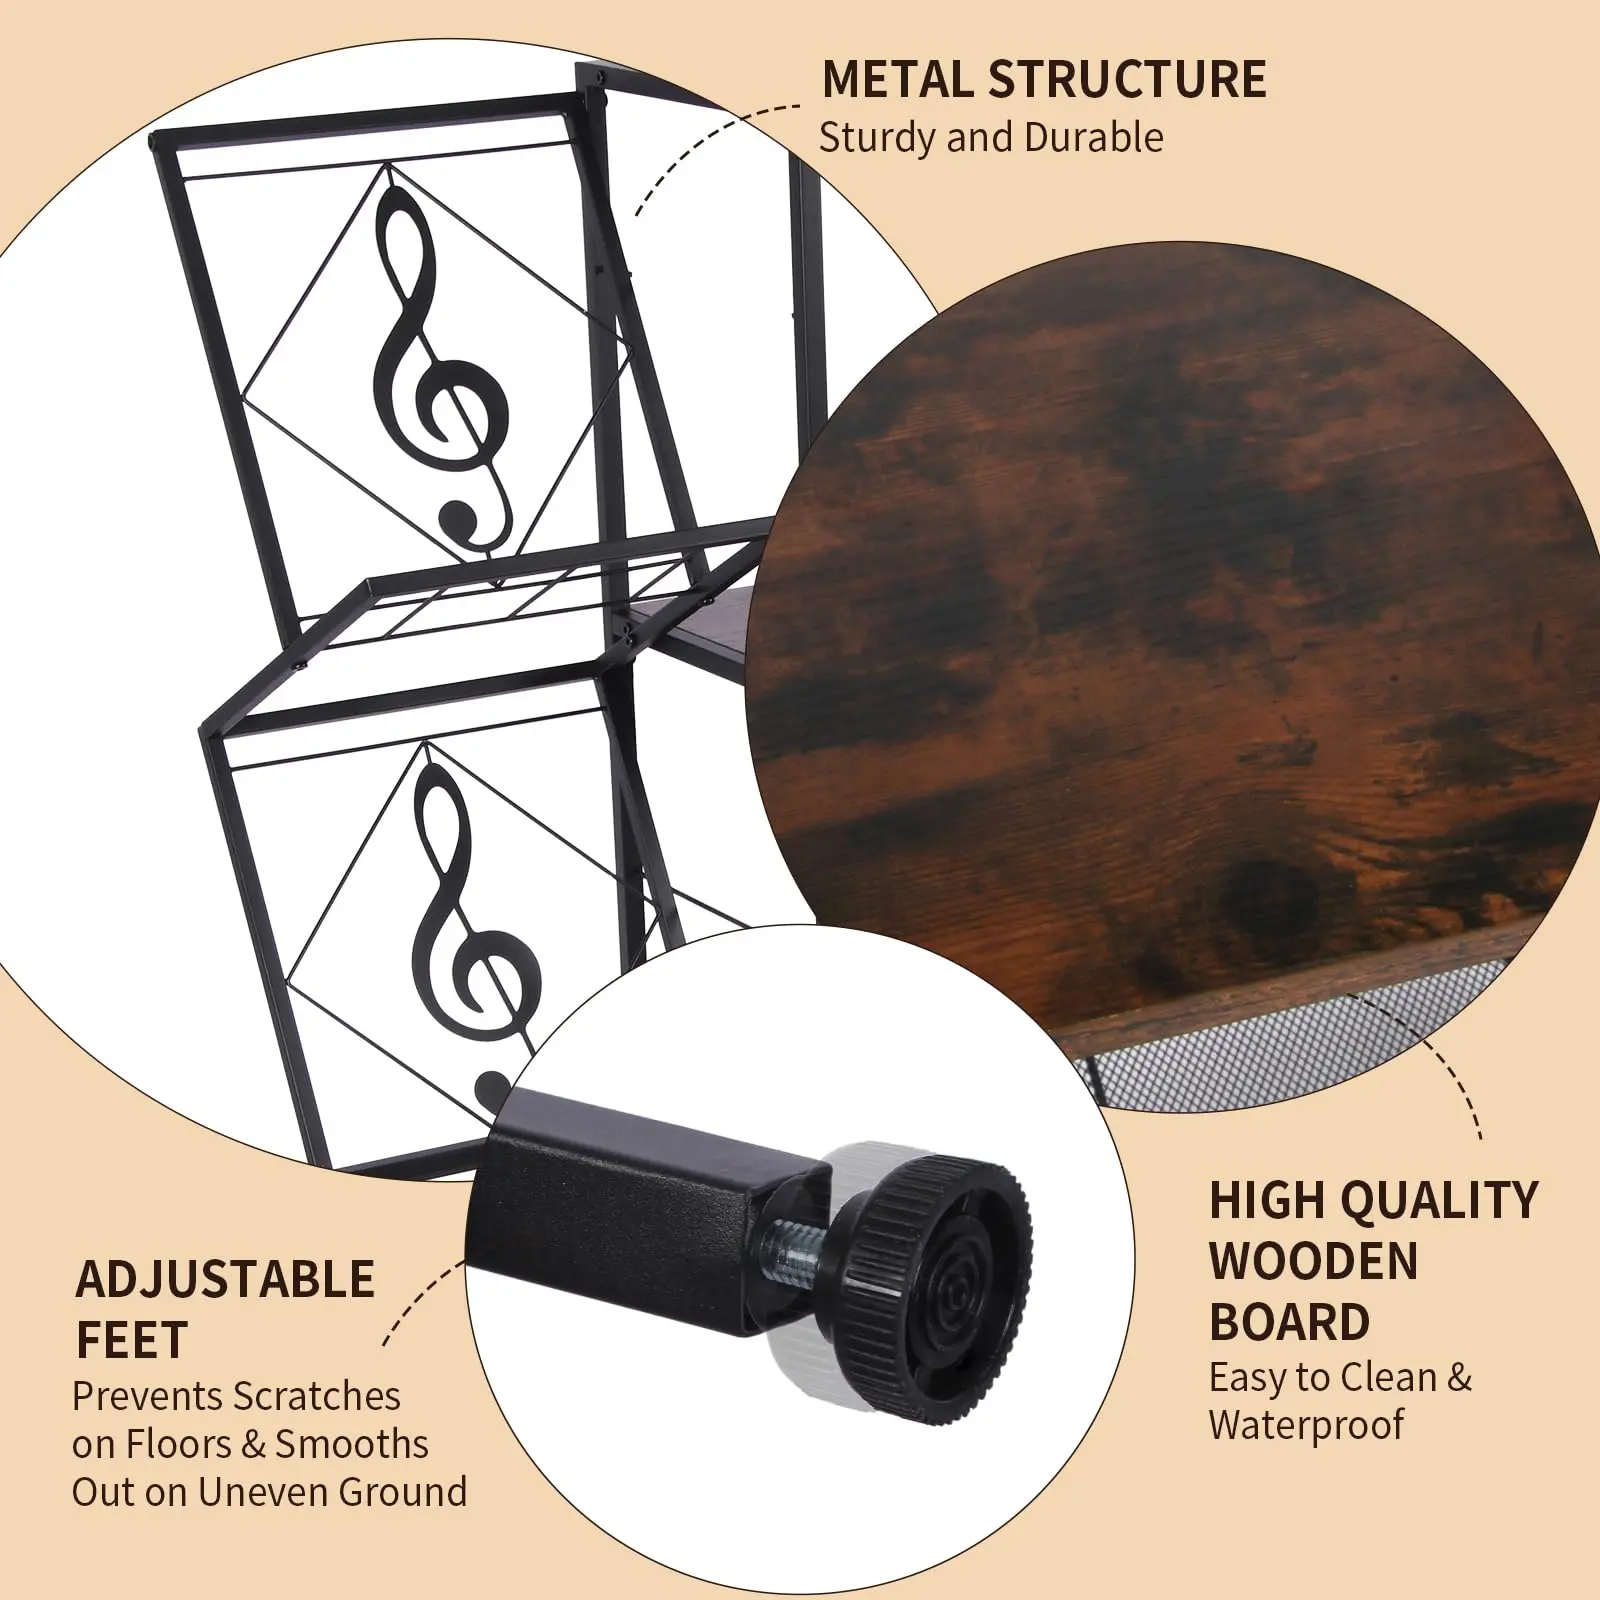 METAL STRUCTURE
Sturdy and Durable
HIGH QUALITY
WOODEN
BOARD
Easy to Clean &
Waterproof
ADJUSTABLE
FEET
Prevents Scratches
on Floors & Smooths
Out on Uneven Ground